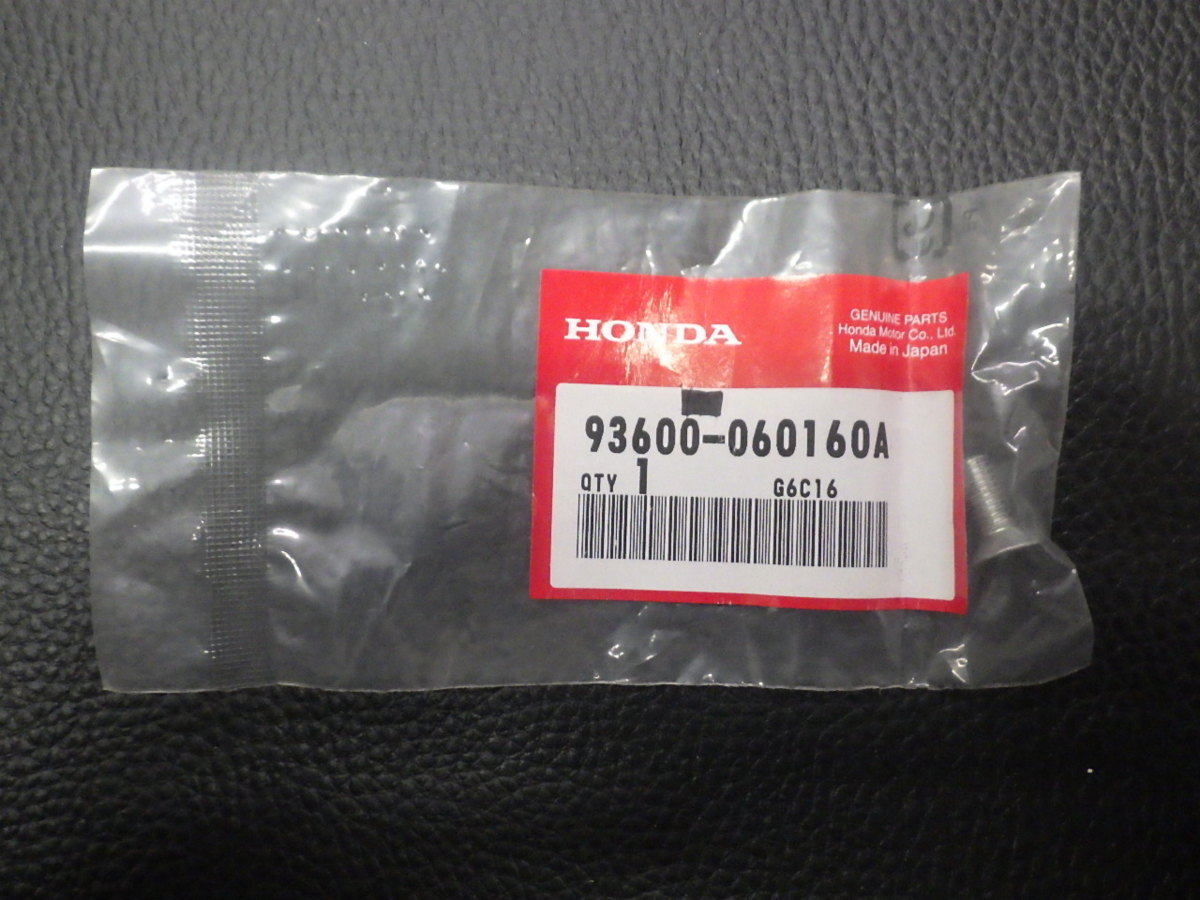 HONDA
GENUINE PARTS
Honda Motor Co., Ltd.
Made in Japan
93600-060160A
QTY 1 G6C16